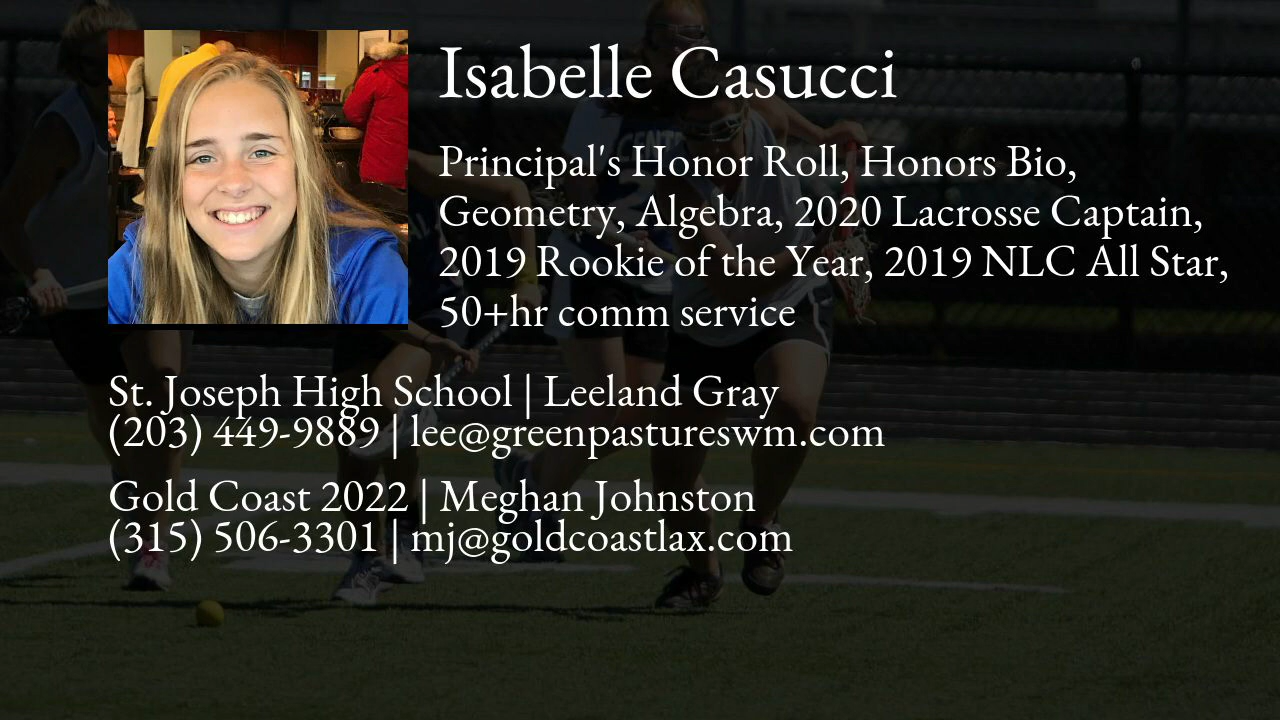 Isabelle Casucci
Principal's Honor Roll, Honors Bio,
Geometry, Algebra, 2020 Lacrosse Captain,
2019 Rookie of the Year, 2019 NLC All Star,
50+hr comm service
St. Joseph High School | Leeland Gray
(203) 449-9889 | lee@greenpastureswm.com
Gold Coast 2022 | Meghan Johnston
(315) 506-3301 | mj@goldcoastlax.com